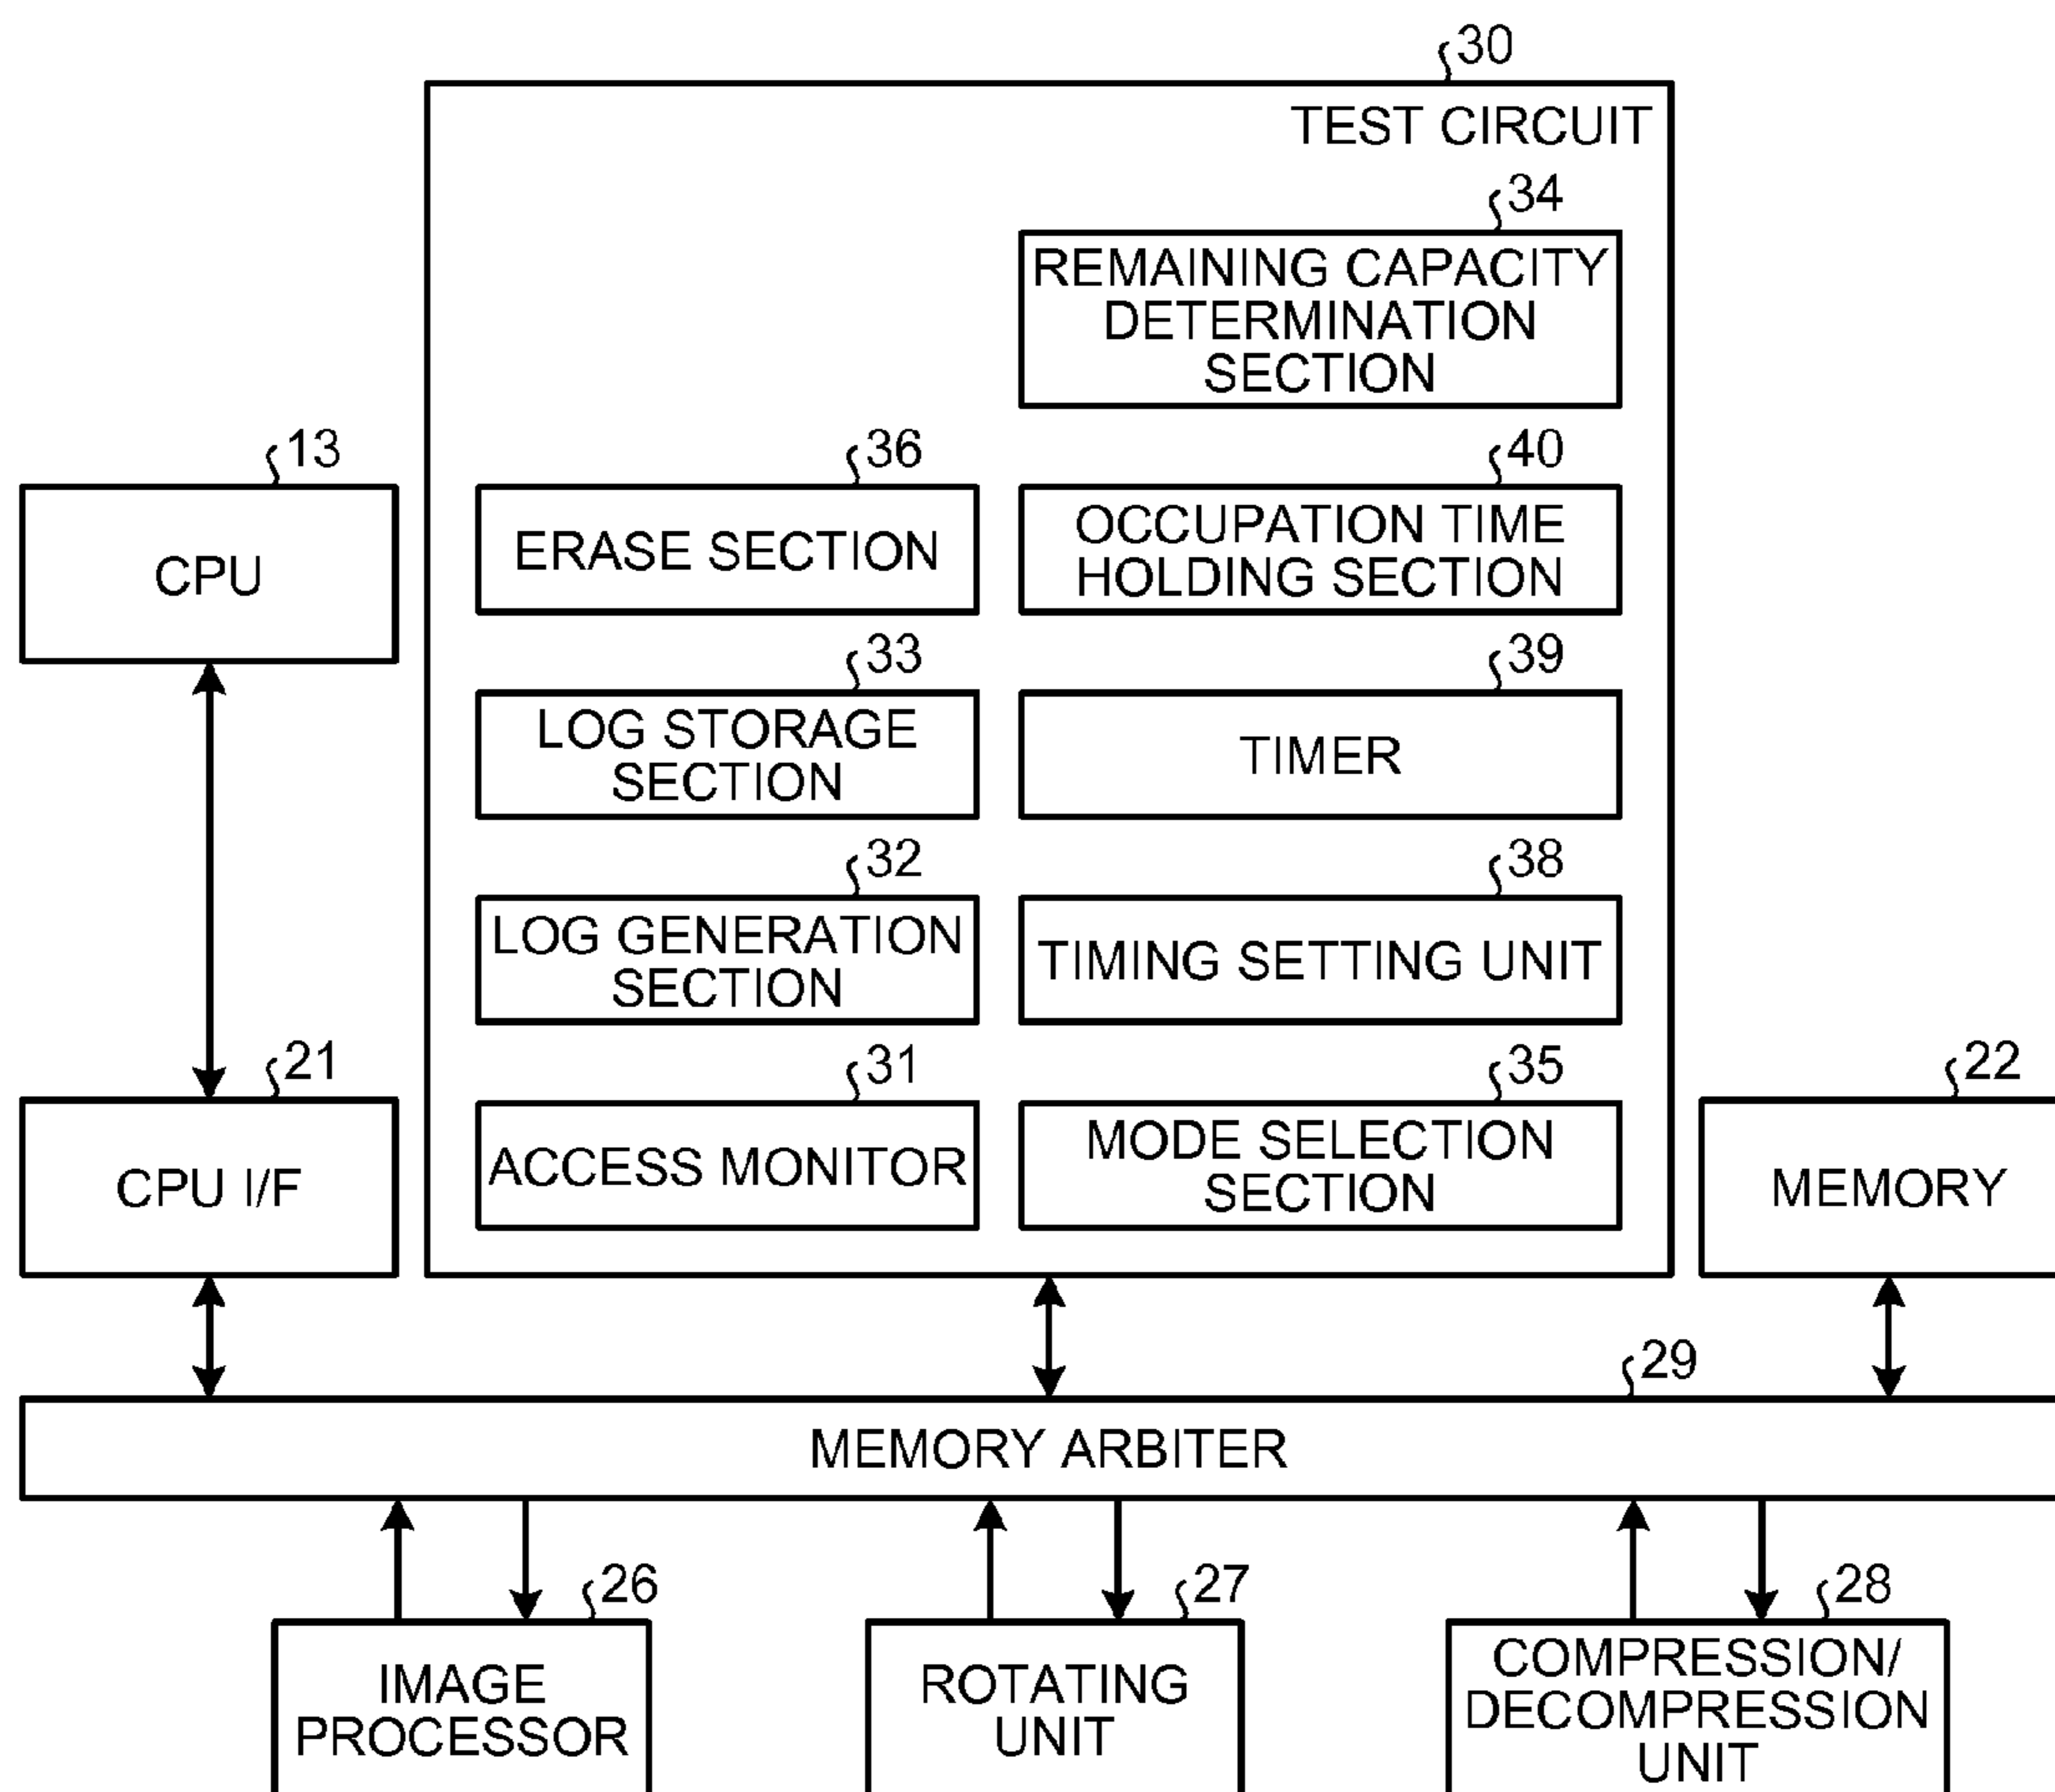 30
TEST CIRCUIT
34
REMAINING CAPACITY
DETERMINATION
SECTION
13
CPU
36
ERASE SECTION
40
OCCUPATION TIME
HOLDING SECTION
33
LOG STORAGE
SECTION
39
TIMER
32
LOG GENERATION
SECTION
38
TIMING SETTING UNIT
21
CPU I/F
31
ACCESS MONITOR
35
MODE SELECTION
SECTION
22
MEMORY
29
MEMORY ARBITER
26
IMAGE
PROCESSOR
27
ROTATING
UNIT
28
COMPRESSION/
DECOMPRESSION
UNIT